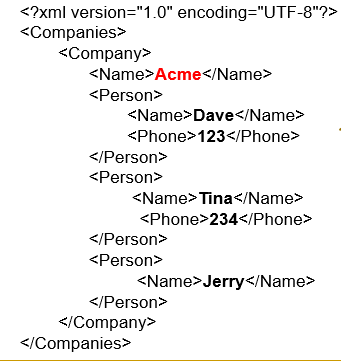 <?xml version="1.0" encoding="UTF-8"?>
<Companies>
<Company>
<Name>Acme</Name>
<Person>
<Name>Dave</Name>
<Phone>123</Phone>
</Person>
<Person>
<Name>Tina</Name>
<Phone>234</Phone>
</Person>
<Person>
<Name>Jerry</Name>
</Person>
</Company>
</Companies>